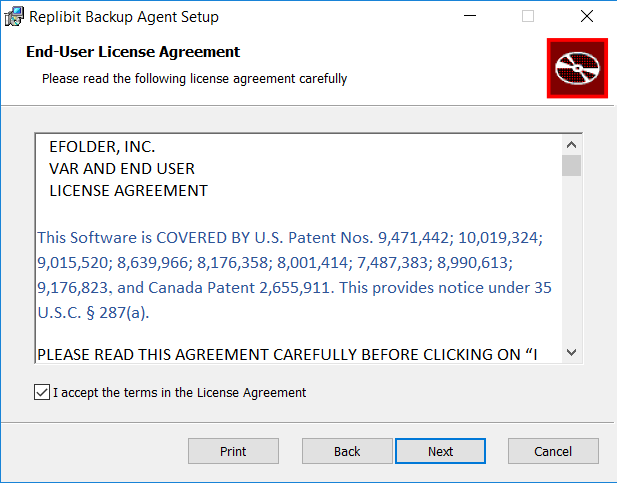 Replibit Backup Agent Setup
End-User License Agreement
Please read the following license agreement carefully
EFOLDER, INC.
VAR AND END USER
LICENSE AGREEMENT
This Software is COVERED BY U.S. Patent Nos. 9,471,442; 10,019,324;
9,015,520; 8,639,966; 8,176,358; 8,001,414; 7,487,383; 8,990,613;
9,176,823, and Canada Patent 2,655,911. This provides notice under 35
U.S.C. § 287(a).
PLEASE READ THIS AGREEMENT CAREFULLY BEFORE CLICKING ON “I
I accept the terms in the License Agreement
Print Back Next Cancel